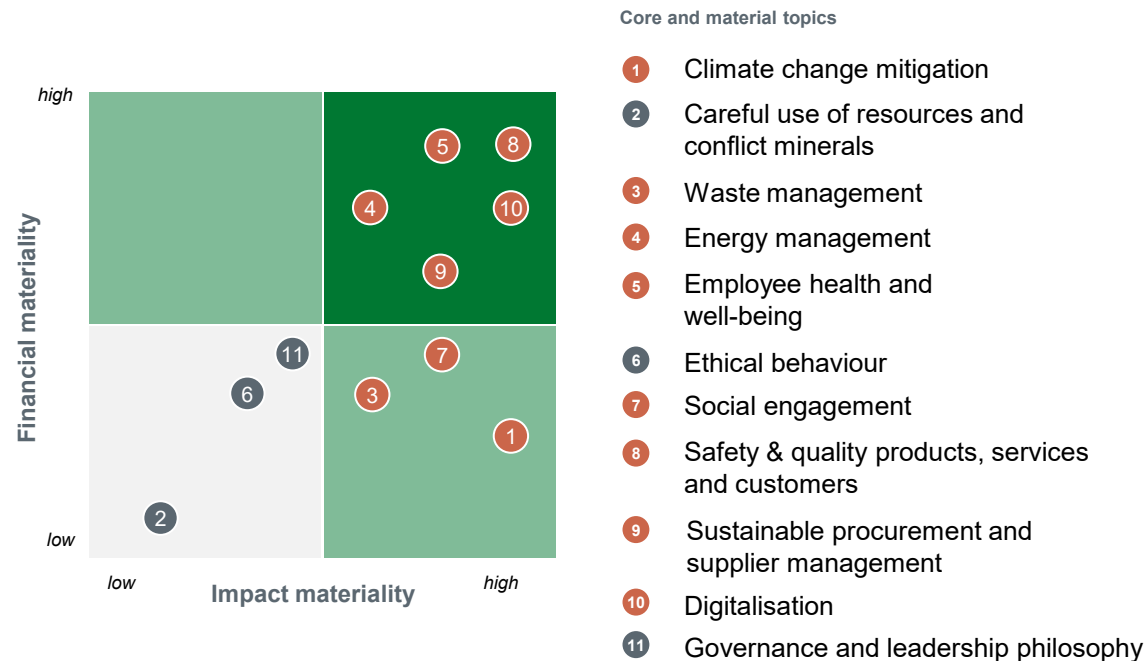 Core and material topics
high
Financial materiality
low
low
Impact materiality
high
5
8
4
10
9
11
7
6
3
1
2
1 Climate change mitigation
2 Careful use of resources and
conflict minerals
3 Waste management
4 Energy management
5 Employee health and
well-being
6 Ethical behaviour
7 Social engagement
8 Safety & quality products, services
and customers
9 Sustainable procurement and
supplier management
10 Digitalisation
11 Governance and leadership philosophy